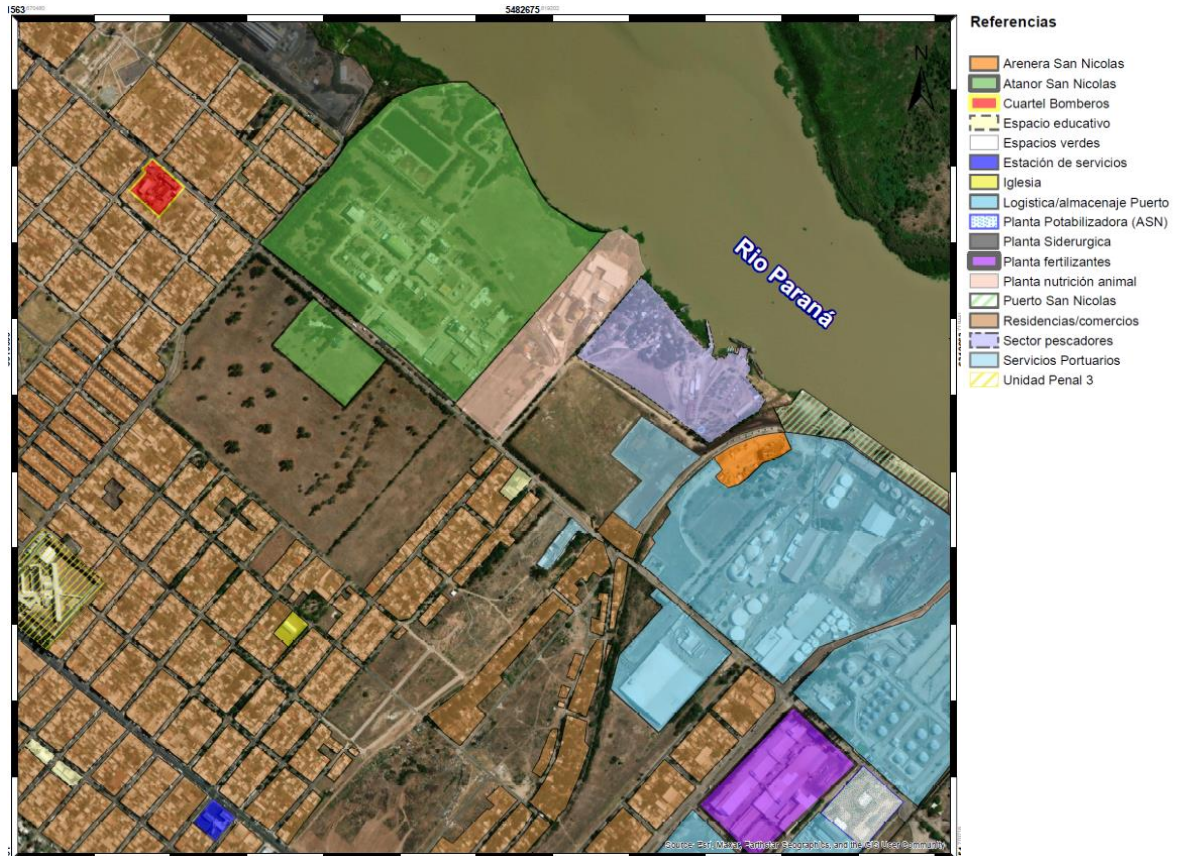 5482675
N
Rio Paraná
Referencias
Arenera San Nicolas
Atanor San Nicolas
Cuartel Bomberos
Espacio educativo
Espacios verdes
Estación de servicios
Iglesia
Logistica/almacenaje Puerto
Planta Potabilizadora (ASN)
Planta Siderurgica
Planta fertilizantes
Planta nutrición animal
Puerto San Nicolas
Residencias/comercios
Sector pescadores
Servicios Portuarios
Unidad Penal 3
Source: Esri, Maxar, Earthstar Geographics, and the GIS User Community